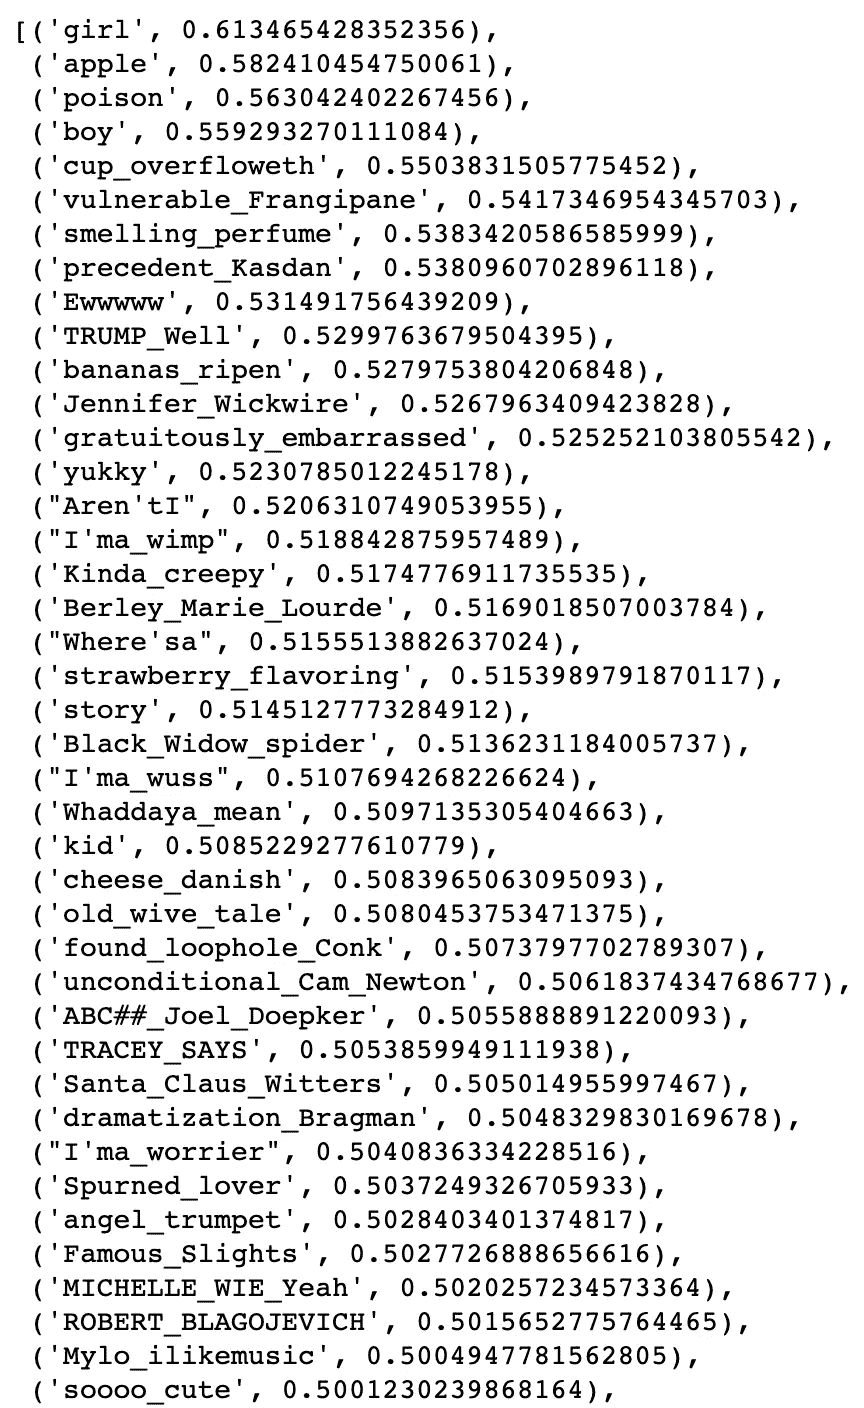 [('girl', 0.613465428352356),
('apple', 0.582410454750061),
('poison', 0.563042402267456),
('boy', 0.559293270111084),
('cup_overfloweth', 0.5503831505775452),
('vulnerable_Frangipane', 0.5417346954345703),
('smelling_perfume', 0.5383420586585999),
('precedent_Kasdan', 0.5380960702896118),
('Ewwwww', 0.531491756439209),
('TRUMP_Well', 0.5299763679504395),
('bananas_ripen', 0.5279753804206848),
('Jennifer_Wickwire', 0.5267963409423828),
('gratuitously_embarrassed', 0.525252103805542),
('yukky', 0.5230785012245178),
("Aren'tI", 0.5206310749053955),
("I'ma_wimp", 0.518842875957489),
('Kinda_creepy', 0.5174776911735535),
('Berley_Marie_Lourde', 0.5169018507003784),
("Where'sa", 0.5155513882637024),
('strawberry_flavoring', 0.5153989791870117),
('story', 0.5145127773284912),
('Black_Widow_spider', 0.5136231184005737),
("I'ma_wuss", 0.5107694268226624),
('Whaddaya_mean', 0.5097135305404663),
('kid', 0.5085229277610779),
('cheese_danish', 0.5083965063095093),
('old_wive_tale', 0.5080453753471375),
('found_loophole_Conk', 0.5073797702789307),
('unconditional_Cam_Newton', 0.5061837434768677),
('ABC##_Joel_Doepker', 0.5055888891220093),
('TRACEY_SAYS', 0.5053859949111938),
('Santa_Claus_Witters', 0.505014955997467),
('dramatization_Bragman', 0.5048329830169678),
("I'ma_worrier", 0.5040836334228516),
('Spurned_lover', 0.5037249326705933),
('angel_trumpet', 0.5028403401374817),
('Famous_Slights', 0.5027726888656616),
('MICHELLE_WIE_Yeah', 0.5020257234573364),
('ROBERT_BLAGOJEVICH', 0.5015652775764465),
('Mylo_ilikemusic', 0.5004947781562805),
('soooo_cute', 0.5001230239868164),